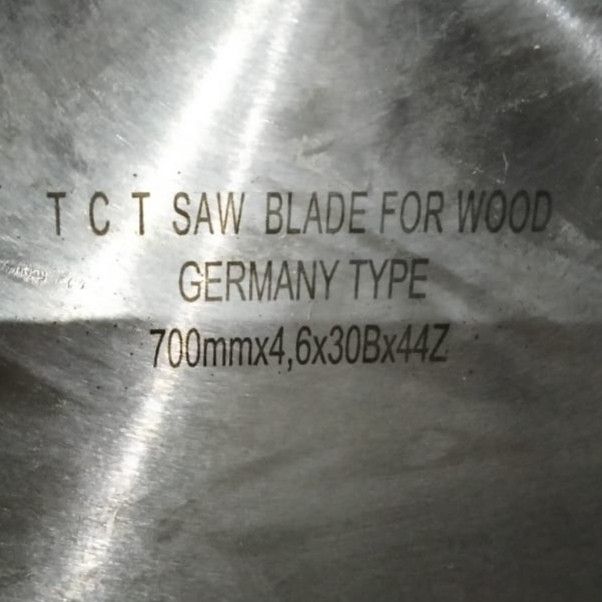 T C T SAW BLADE FOR WOOD
GERMANY TYPE
700mmx4,6x30Bx44Z